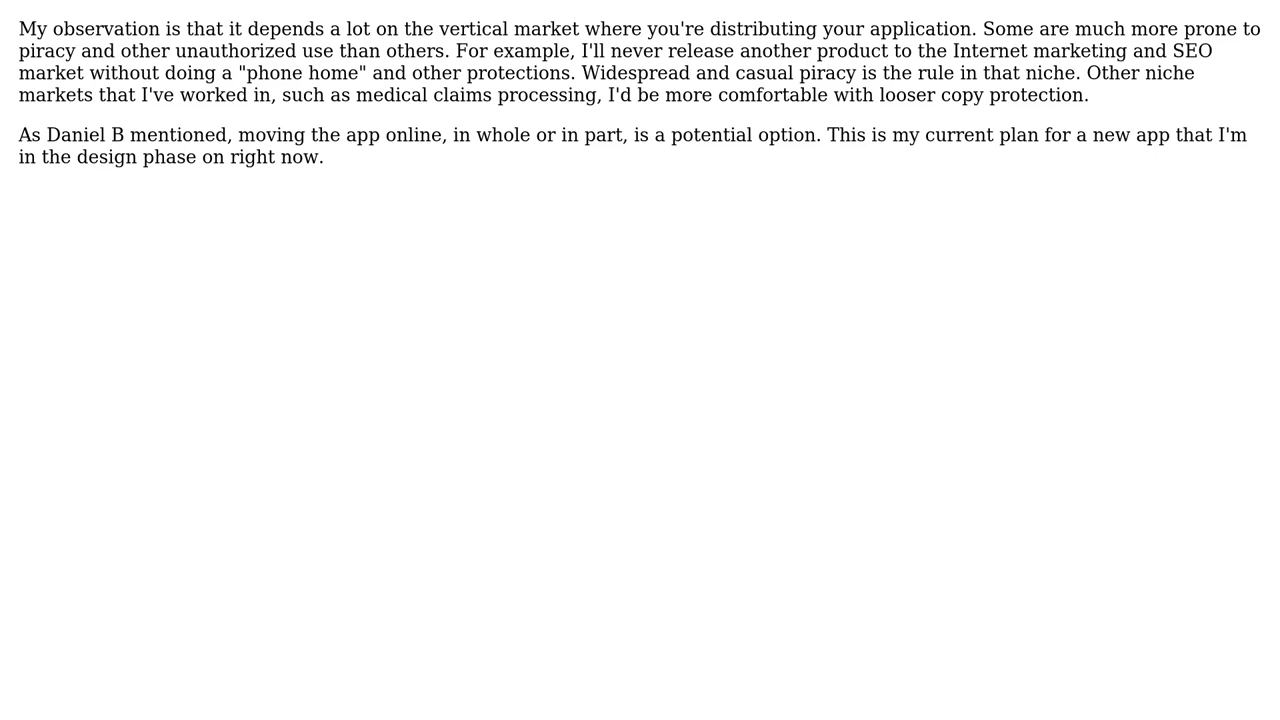 My observation is that it depends a lot on the vertical market where you're distributing your application. Some are much more prone to
piracy and other unauthorized use than others. For example, I'll never release another product to the Internet marketing and SEO
market without doing a "phone home" and other protections. Widespread and casual piracy is the rule in that niche. Other niche
markets that I've worked in, such as medical claims processing, I'd be more comfortable with looser copy protection.
As Daniel B mentioned, moving the app online, in whole or in part, is a potential option. This is my current plan for a new app that I'm
in the design phase on right now.